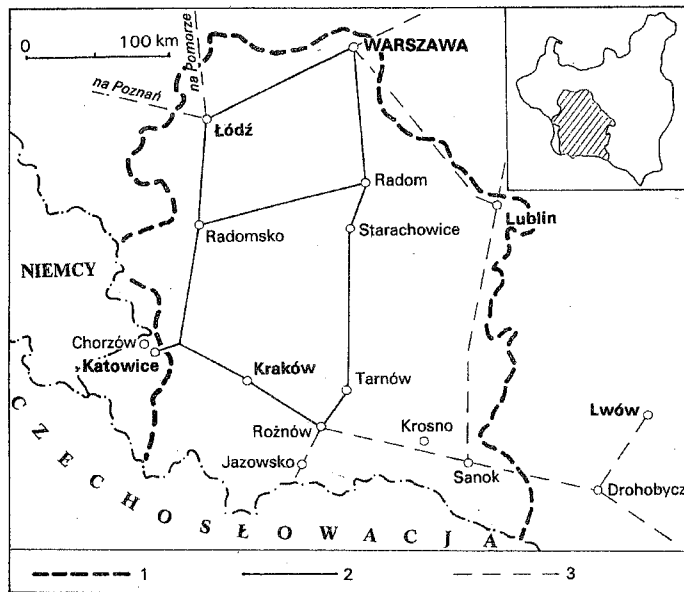 0 100 km
na Pomorze
na Poznań
WARSZAWA
Łódź
Radom
Lublin
Radomsko
Starachowice
NIEMCY
Chorzów
Katowice
Kraków
Tarnów
Lwów
Rożnów
Krosno
Jazowsko
Sanok
Drohobycz
CZECHOSŁOWACJA
1 2 3